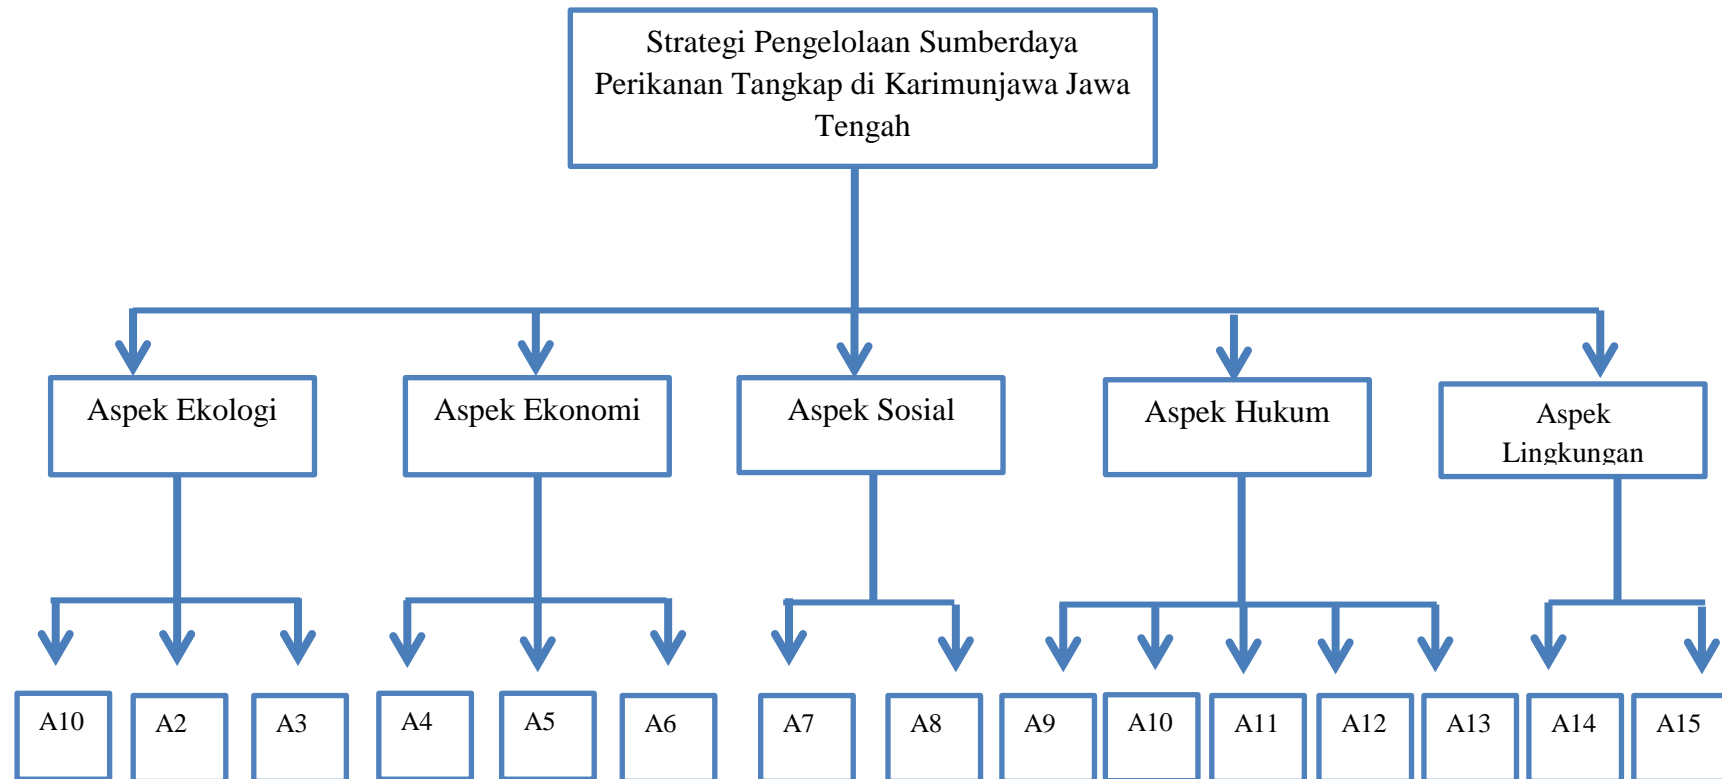 Strategi Pengelolaan Sumberdaya
Perikanan Tangkap di Karimunjawa Jawa
Tengah
Aspek Ekologi
Aspek Ekonomi
Aspek Sosial
Aspek Hukum
Aspek
Lingkungan
A10
A2
A3
A4
A5
A6
A7
A8
A9
A10
A11
A12
A13
A14
A15